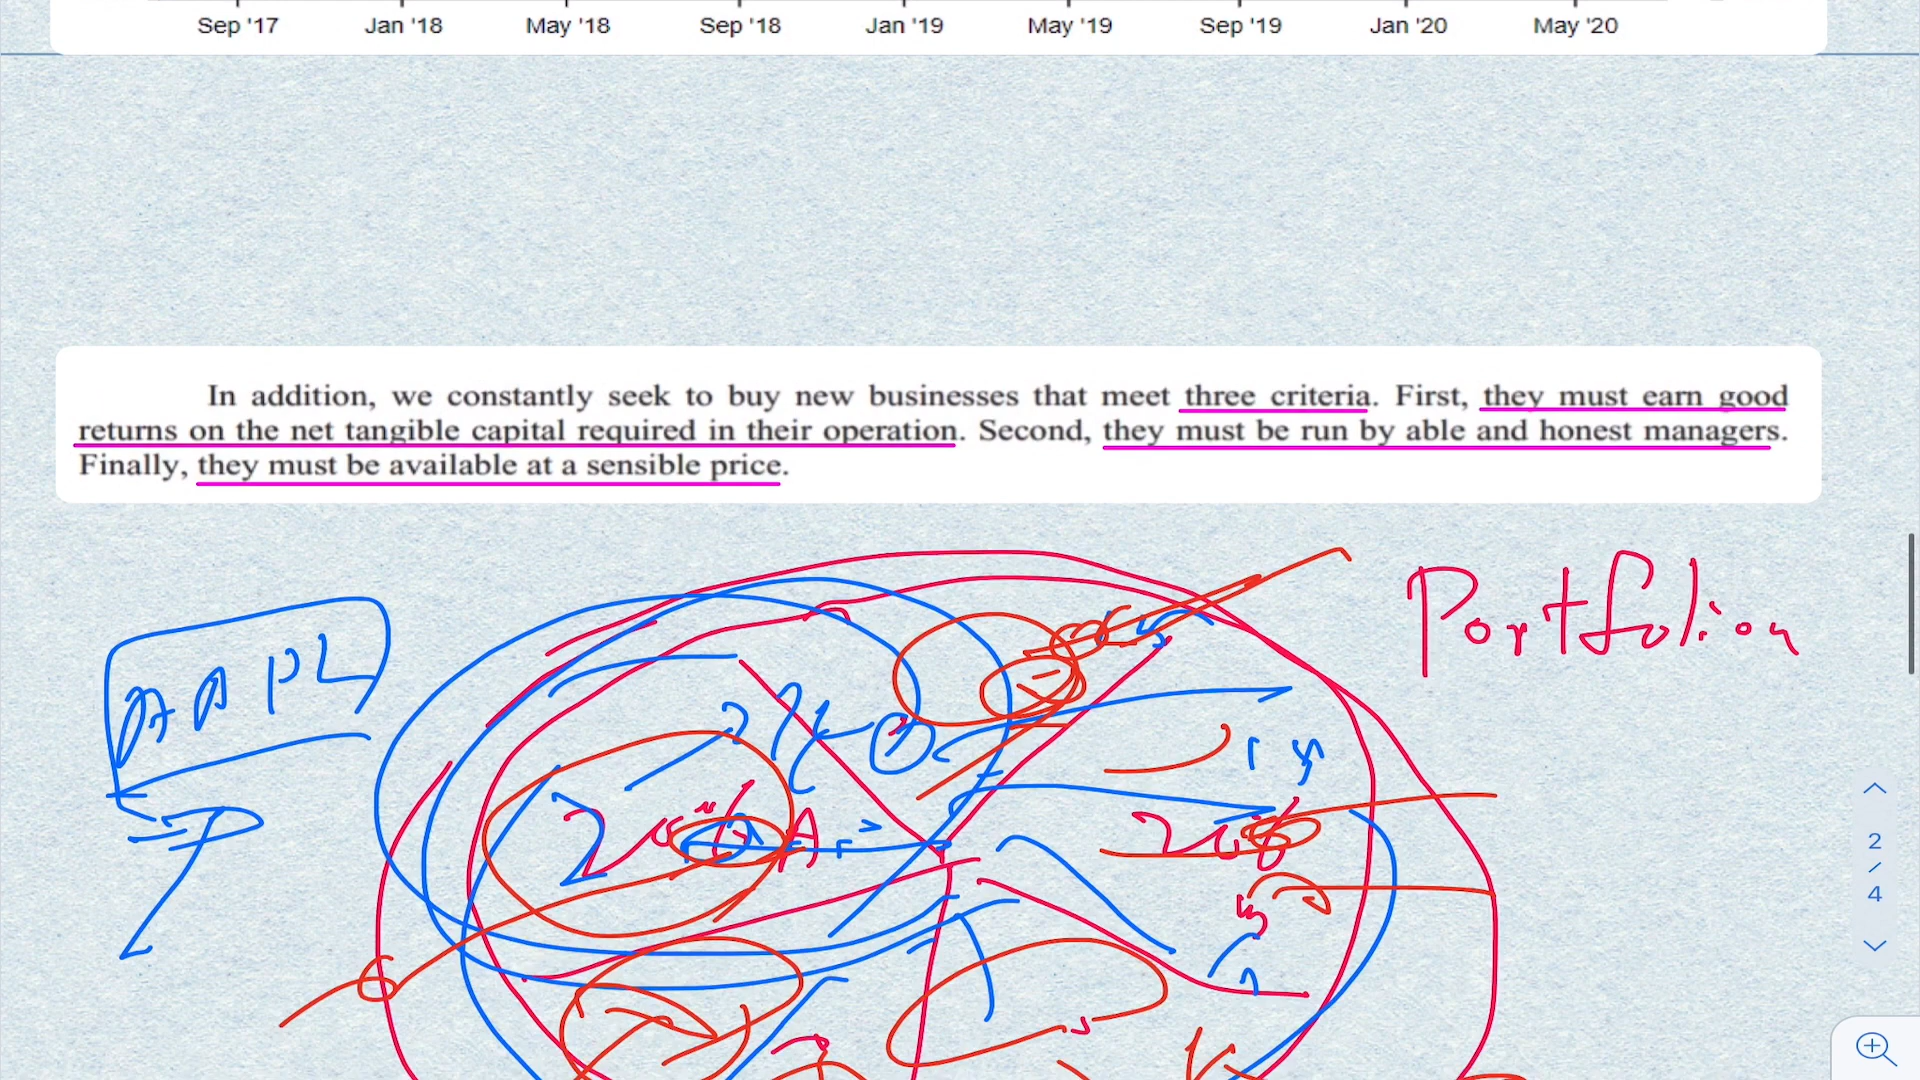 Sep '17 Jan '18 May '18 Sep '18 Jan '19 May '19 Sep '19 Jan '20 May '20
In addition, we constantly seek to buy new businesses that meet three criteria. First, they must earn good
returns on the net tangible capital required in their operation. Second, they must be run by able and honest managers.
Finally, they must be available at a sensible price.
Portfolion
AAPL
2
/
4